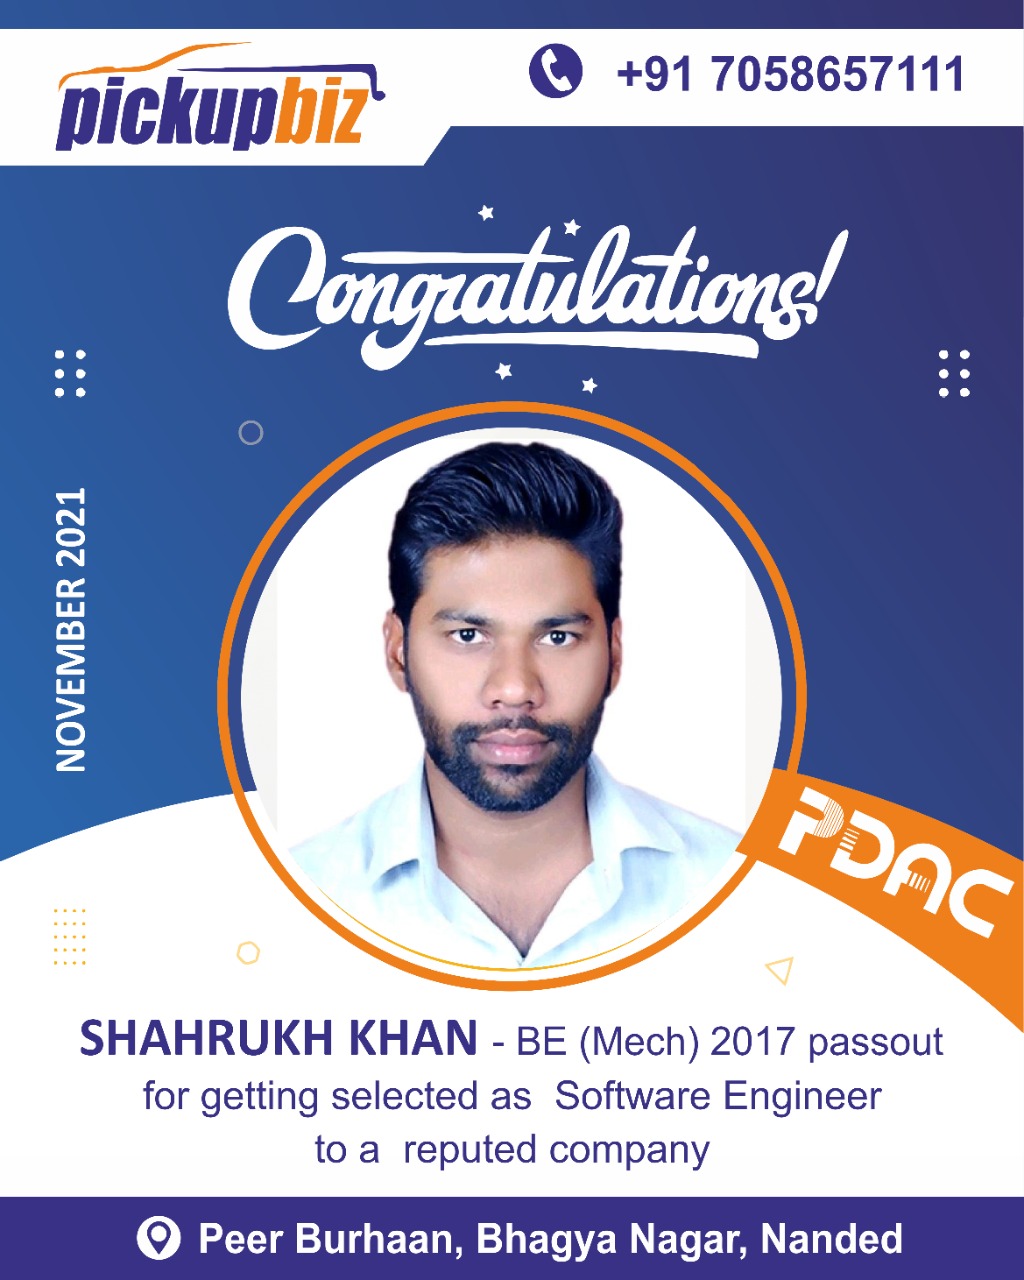 pickupbiz
+91 7058657111
Congratulations!
NOVEMBER 2021
PDAC
SHAHRUKH KHAN - BE (Mech) 2017 passout
for getting selected as Software Engineer
to a reputed company
Peer Burhaan, Bhagya Nagar, Nanded